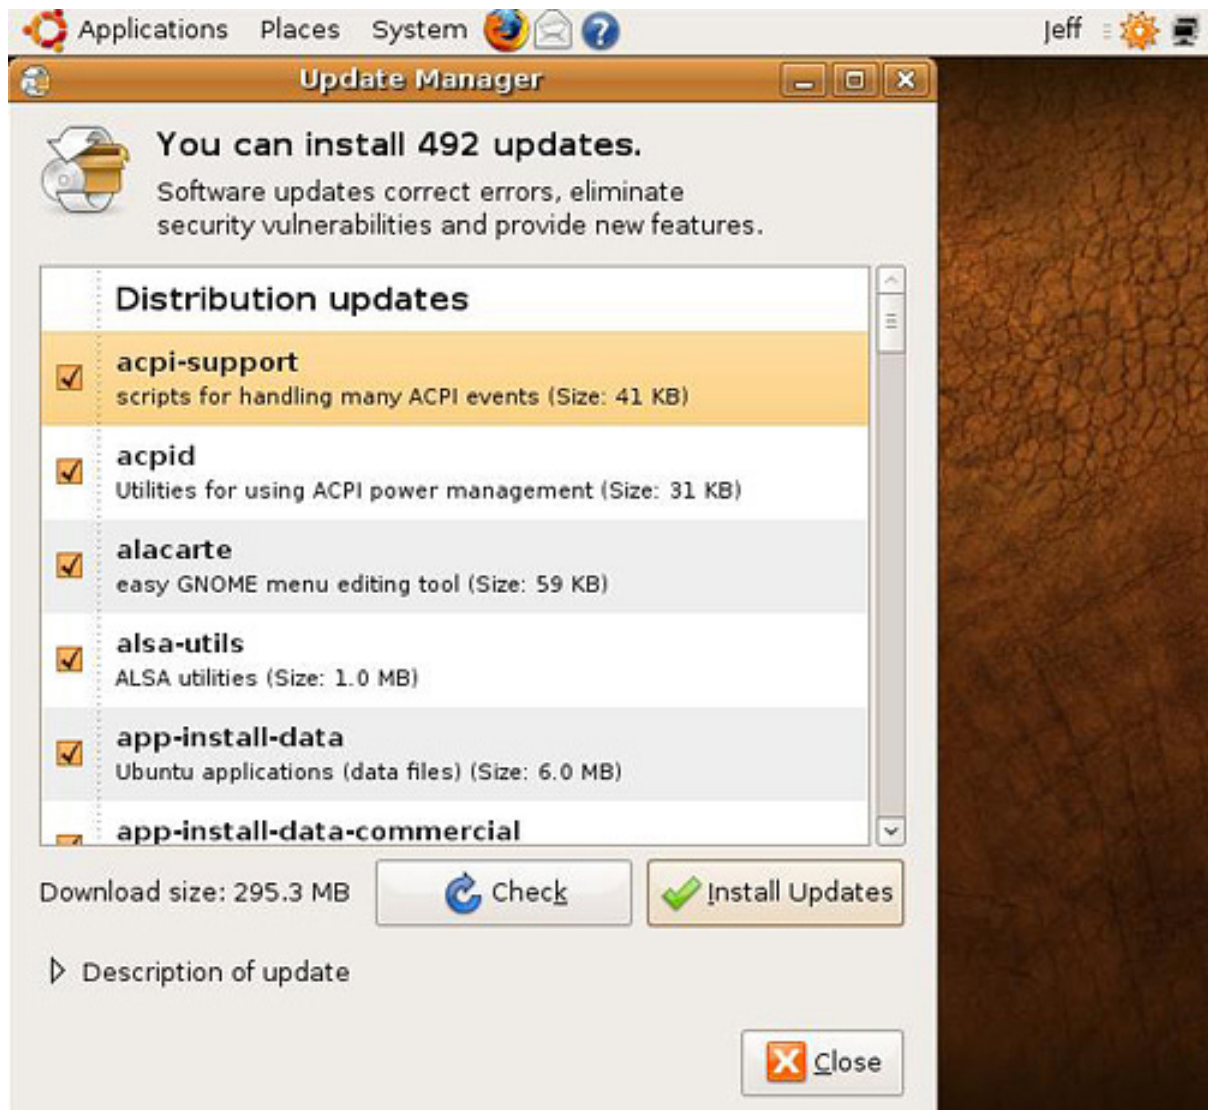 Applications Places System Jeff
Update Manager
You can install 492 updates.
Software updates correct errors, eliminate
security vulnerabilities and provide new features.
Distribution updates
acpi-support
scripts for handling many ACPI events (Size: 41 KB)
acpid
Utilities for using ACPI power management (Size: 31 KB)
alacarte
easy GNOME menu editing tool (Size: 59 KB)
alsa-utils
ALSA utilities (Size: 1.0 MB)
app-install-data
Ubuntu applications (data files) (Size: 6.0 MB)
app-install-data-commercial
Download size: 295.3 MB Check Install Updates
Description of update
Close